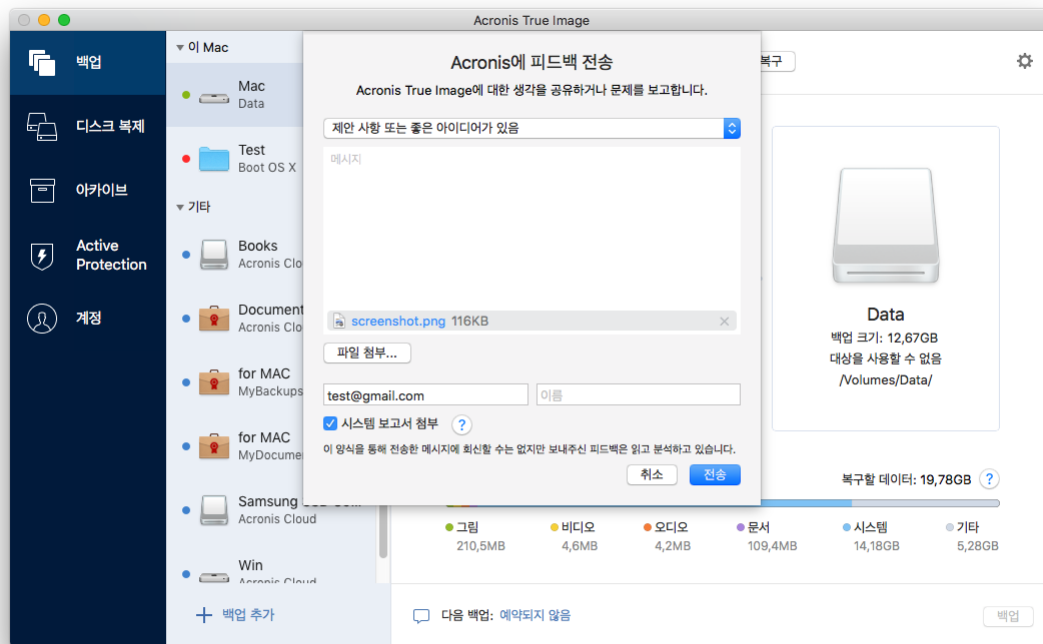 Acronis True Image
백업
디스크 복제
아카이브
Active
Protection
계정
이 Mac
Mac
Data
Test
Boot OS X
기타
Books
Acronis Clo
Document
Acronis Clo
for MAC
MyBackups
for MAC
MyDocume
Samsung
Acronis Cloud
Win
Acronis Cloud
백업 추가
Acronis에 피드백 전송
Acronis True Image에 대한 생각을 공유하거나 문제를 보고합니다.
제안 사항 또는 좋은 아이디어가 있음
메시지
screenshot.png 116KB
파일 첨부...
test@gmail.com
이름
시스템 보고서 첨부 ?
이 양식을 통해 전송한 메시지에 회신할 수는 없지만 보내주신 피드백은 읽고 분석하고 있습니다.
취소
전송
복구
Data
백업 크기: 12,67GB
대상을 사용할 수 없음
/Volumes/Data/
복구할 데이터: 19,78GB ?
그림 비디오 오디오 문서 시스템 기타
210,5MB 4,6MB 4,2MB 109,4MB 14,18GB 5,28GB
다음 백업: 예약되지 않음
백업